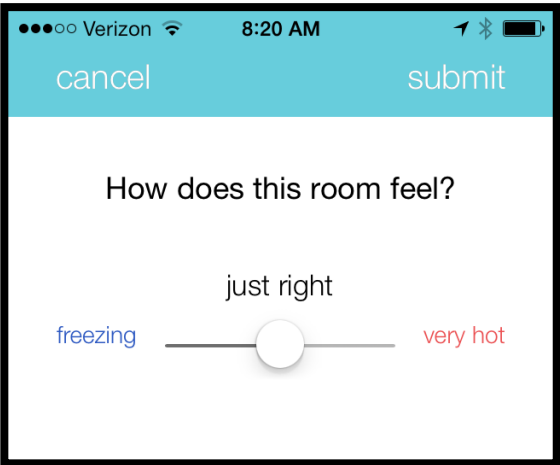 Verizon 8:20 AM
cancel submit
How does this room feel?
just right
freezing very hot